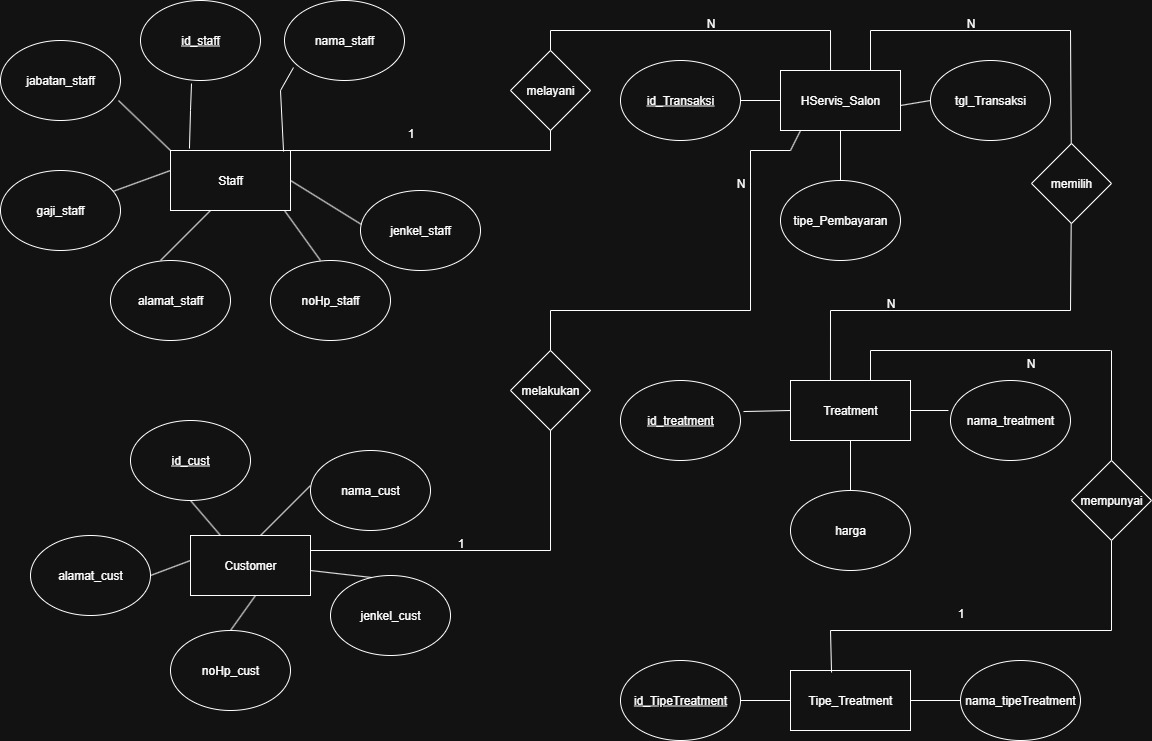 N
N
id_staff
nama_staff
jabatan_staff
melayani
id_Transaksi
HServis_Salon
tgl_Transaksi
1
Staff
N
memilih
gaji_staff
jenkel_staff
tipe_Pembayaran
alamat_staff
noHp_staff
N
N
melakukan
id_treatment
Treatment
nama_treatment
id_cust
nama_cust
mempunyai
harga
1
alamat_cust
Customer
jenkel_cust
1
noHp_cust
id_TipeTreatment
Tipe_Treatment
nama_tipeTreatment